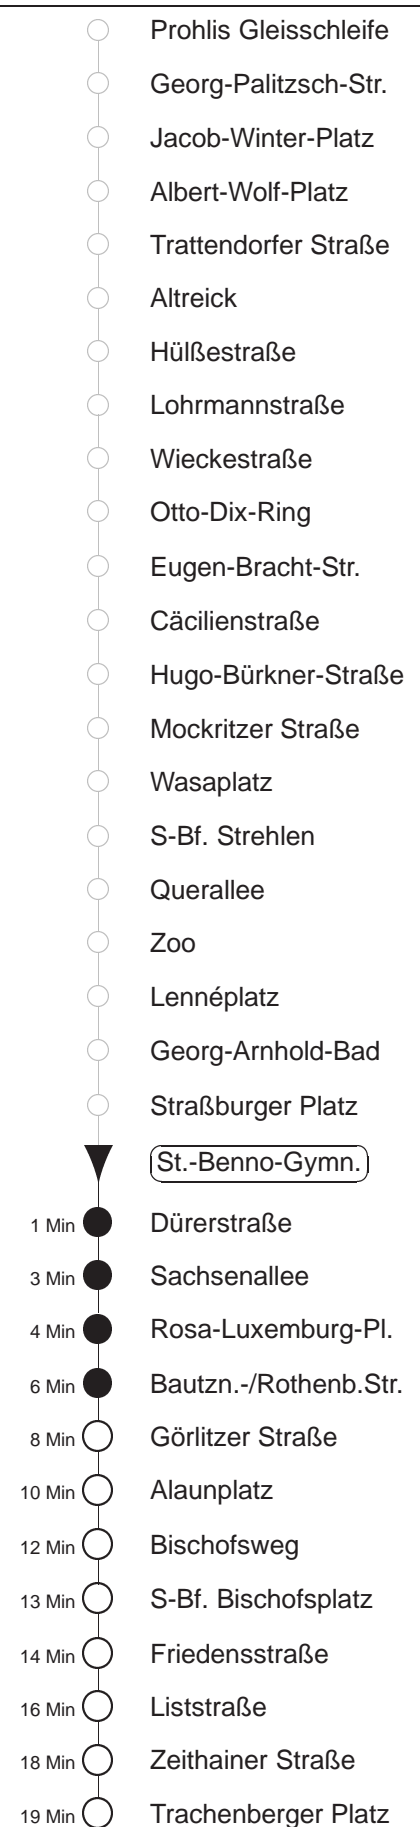 Prohlis Gleisschleife
Georg-Palitzsch-Str.
Jacob-Winter-Platz
Albert-Wolf-Platz
Trattendorfer Straße
Altreick
Hülßestraße
Lohrmannstraße
Wieckestraße
Otto-Dix-Ring
Eugen-Bracht-Str.
Cäcilienstraße
Hugo-Bürkner-Straße
Mockritzer Straße
Wasaplatz
S-Bf. Strehlen
Querallee
Zoo
Lennéplatz
Georg-Arnhold-Bad
Straßburger Platz
St.-Benno-Gymn.
1 Min Dürerstraße
3 Min Sachsenallee
4 Min Rosa-Luxemburg-Pl.
6 Min Bautzn.-/Rothenb.Str.
8 Min Görlitzer Straße
10 Min Alaunplatz
12 Min Bischofsweg
13 Min S-Bf. Bischofsplatz
14 Min Friedensstraße
16 Min Liststraße
18 Min Zeithainer Straße
19 Min Trachenberger Platz